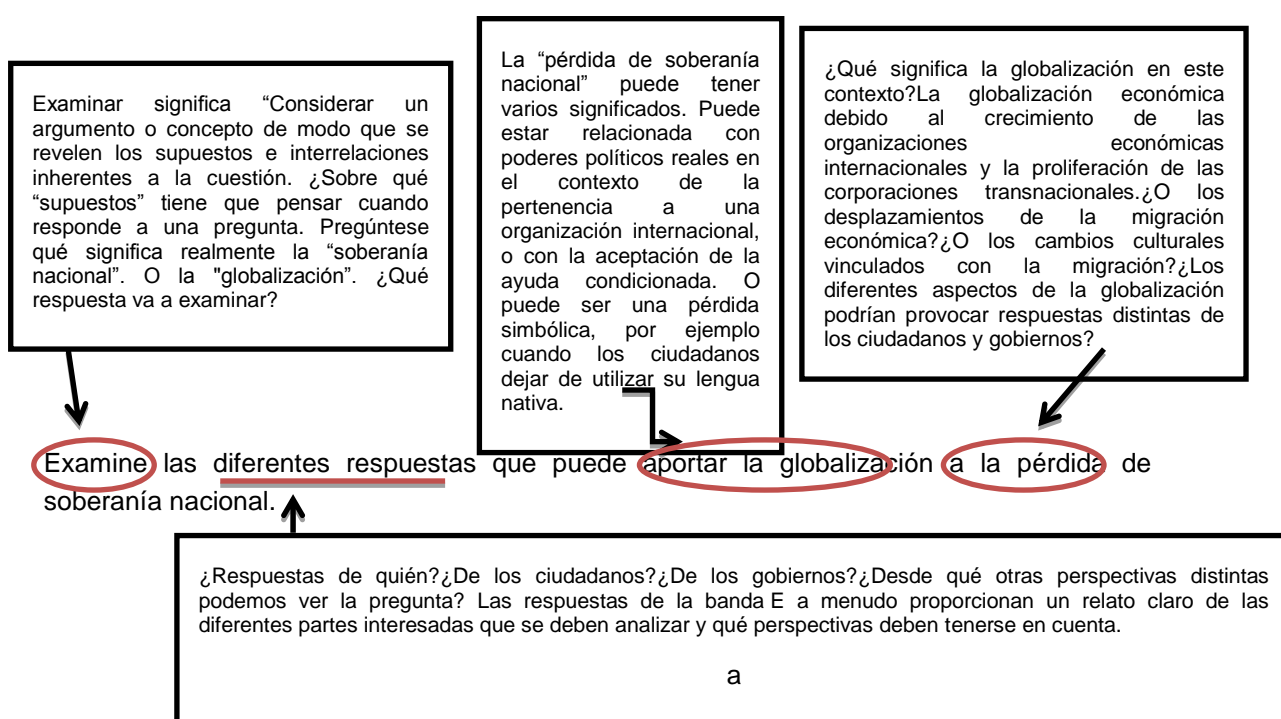 Examinar significa “Considerar un
argumento o concepto de modo que se
revelen los supuestos e interrelaciones
inherentes a la cuestión. ¿Sobre qué
“supuestos” tiene que pensar cuando
responde a una pregunta. Pregúntese
qué significa realmente la “soberanía
nacional”. O la "globalización”. ¿Qué
respuesta va a examinar?
La “pérdida de soberanía
nacional” puede tener
varios significados. Puede
estar relacionada con
poderes políticos reales en
el contexto de la
pertenencia a una
organización internacional,
o con la aceptación de la
ayuda condicionada. O
puede ser una pérdida
simbólica, por ejemplo
cuando los ciudadanos
dejar de utilizar su lengua
nativa.
¿Qué significa la globalización en este
contexto?La globalización económica
debido al crecimiento de las
organizaciones económicas
internacionales y la proliferación de las
corporaciones transnacionales.¿O los
desplazamientos de la migración
económica?¿O los cambios culturales
vinculados con la migración?¿Los
diferentes aspectos de la globalización
podrían provocar respuestas distintas de
los ciudadanos y gobiernos?
Examine las diferentes respuestas que puede aportar la globalización a la pérdida de
soberanía nacional.
¿Respuestas de quién?¿De los ciudadanos?¿De los gobiernos?¿Desde qué otras perspectivas distintas
podemos ver la pregunta? Las respuestas de la banda E a menudo proporcionan un relato claro de las
diferentes partes interesadas que se deben analizar y qué perspectivas deben tenerse en cuenta.
a